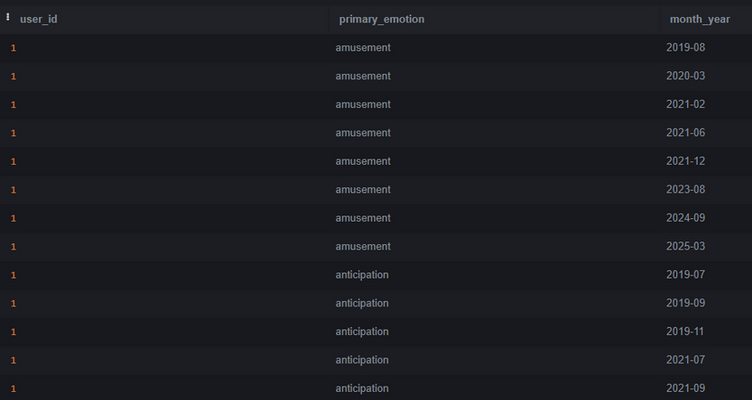 user_id primary_emotion month_year
1 amusement 2019-08
1 amusement 2020-03
1 amusement 2021-02
1 amusement 2021-06
1 amusement 2021-12
1 amusement 2023-08
1 amusement 2024-09
1 amusement 2025-03
1 anticipation 2019-07
1 anticipation 2019-09
1 anticipation 2019-11
1 anticipation 2021-07
1 anticipation 2021-09